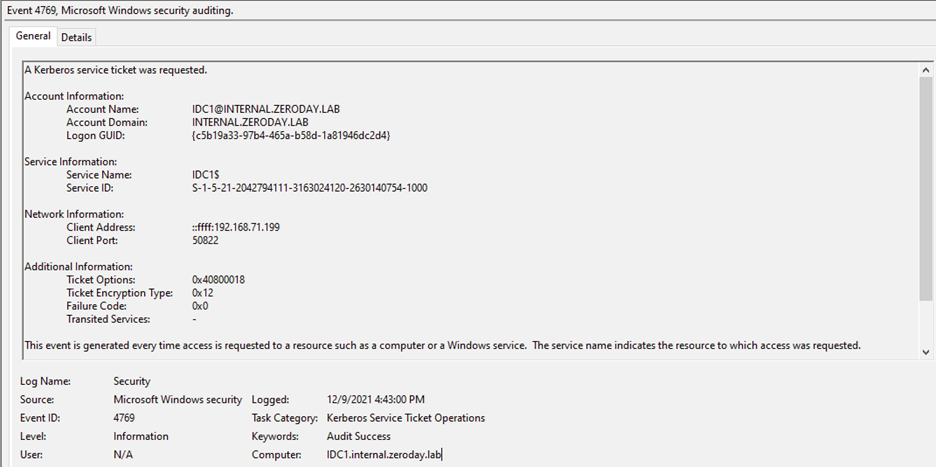 Event 4769, Microsoft Windows security auditing.
General Details
A Kerberos service ticket was requested.
Account Information:
Account Name: IDC1@INTERNAL.ZERODAY.LAB
Account Domain: INTERNAL.ZERODAY.LAB
Logon GUID: {c5b19a33-97b4-465a-b58d-1a81946dc2d4}
Service Information:
Service Name: IDC1$
Service ID: S-1-5-21-2042794111-3163024120-2630140754-1000
Network Information:
Client Address: ::ffff:192.168.71.199
Client Port: 50822
Additional Information:
Ticket Options: 0x40800018
Ticket Encryption Type: 0x12
Failure Code: 0x0
Transited Services: -
This event is generated every time access is requested to a resource such as a computer or a Windows service. The service name indicates the resource to which access was requested.
Log Name: Security
Source: Microsoft Windows security Logged: 12/9/2021 4:43:00 PM
Event ID: 4769 Task Category: Kerberos Service Ticket Operations
Level: Information Keywords: Audit Success
User: N/A Computer: IDC1.internal.zeroday.lab